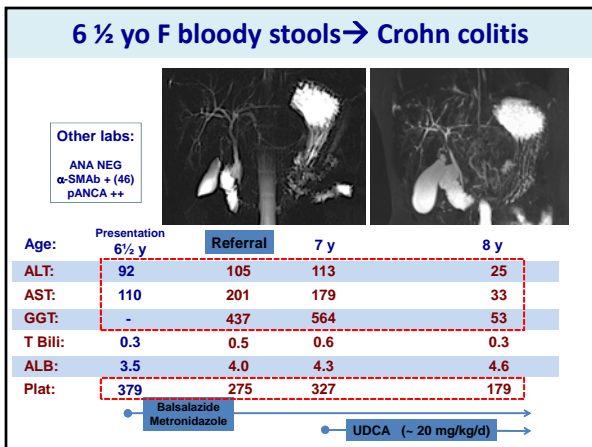 6 ½ yo F bloody stools→ Crohn colitis
Other labs:
ANA NEG
α-SMAb + (46)
pANCA ++
Age: Presentation 6½ y Referral 7 y 8 y
ALT: 92 105 113 25
AST: 110 201 179 33
GGT: - 437 564 53
T Bili: 0.3 0.5 0.6 0.3
ALB: 3.5 4.0 4.3 4.6
Plat: 379 275 327 179
Balsalazide
Metronidazole
UDCA (~ 20 mg/kg/d)